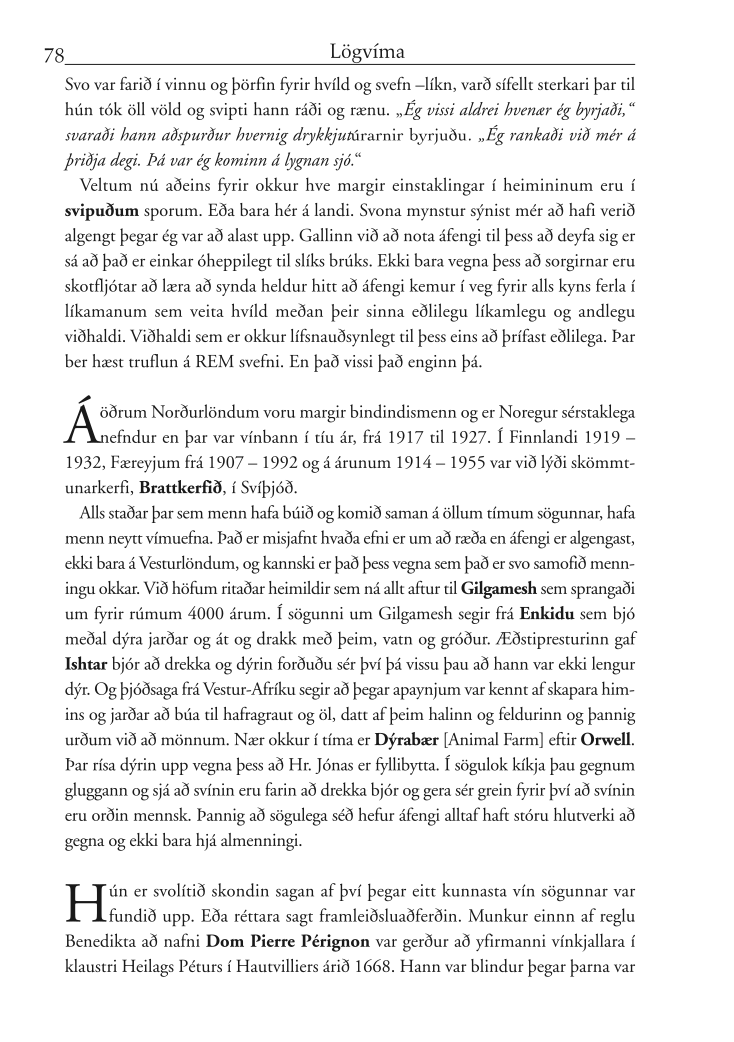 78
Lögvíma
Svo var farið í vinnu og þörfin fyrir hvíld og svefn –líkn, varð sífellt sterkari þar til
hún tók öll völd og svipti hann ráði og rænu. „Ég vissi aldrei hvenær ég byrjaði,“
svaraði hann aðspurður hvernig drykkjutúrarnir byrjuðu. „Ég rankaði við mér á
þriðja degi. Þá var ég kominn á lygnan sjó.“
Veltum nú aðeins fyrir okkur hve margir einstaklingar í heimininum eru í
svipuðum sporum. Eða bara hér á landi. Svona mynstur sýnist mér að hafi verið
algengt þegar ég var að alast upp. Gallinn við að nota áfengi til þess að deyfa sig er
sá að það er einkar óheppilegt til slíks brúks. Ekki bara vegna þess að sorgirnar eru
skotfljótar að læra að synda heldur hitt að áfengi kemur í veg fyrir alls kyns ferla í
líkamanum sem veita hvíld meðan þeir sinna eðlilegu líkamlegu og andlegu
viðhaldi. Viðhaldi sem er okkur lífsnauðsynlegt til þess eins að þrífast eðlilega. Þar
ber hæst truflun á REM svefni. En það vissi það enginn þá.
Á öðrum Norðurlöndum voru margir bindindismenn og er Noregur sérstaklega
nefndur en þar var vínbann í tíu ár, frá 1917 til 1927. Í Finnlandi 1919 –
1932, Færeyjum frá 1907 – 1992 og á árunum 1914 – 1955 var við lýði skömmt-
unarkerfi, Brattkerfið, í Svíþjóð.
Alls staðar þar sem menn hafa búið og komið saman á öllum tímum sögunnar, hafa
menn neytt vímuefna. Það er misjafnt hvaða efni er um að ræða en áfengi er algengast,
ekki bara á Vesturlöndum, og kannski er það þess vegna sem það er svo samofið menn-
ingu okkar. Við höfum ritaðar heimildir sem ná allt aftur til Gilgamesh sem sprangaði
um fyrir rúmum 4000 árum. Í sögunni um Gilgamesh segir frá Enkidu sem bjó
meðal dýra jarðar og át og drakk með þeim, vatn og gróður. Æðstipresturinn gaf
Ishtar bjór að drekka og dýrin forðuðu sér því þá vissu þau að hann var ekki lengur
dýr. Og þjóðsaga frá Vestur-Afríku segir að þegar apaynjum var kennt af skapara him-
ins og jarðar að búa til hafragraut og öl, datt af þeim halinn og feldurinn og þannig
urðum við að mönnum. Nær okkur í tíma er Dýrabær [Animal Farm] eftir Orwell.
Þar rísa dýrin upp vegna þess að Hr. Jónas er fyllibytta. Í sögulok kíkja þau gegnum
gluggann og sjá að svínin eru farin að drekka bjór og gera sér grein fyrir því að svínin
eru orðin mennsk. Þannig að sögulega séð hefur áfengi alltaf haft stóru hlutverki að
gegna og ekki bara hjá almenningi.
Hún er svolítið skondin sagan af því þegar eitt kunnasta vín sögunnar var
fundið upp. Eða réttara sagt framleiðsluaðferðin. Munkur einnn af reglu
Benedikta að nafni Dom Pierre Pérignon var gerður að yfirmanni vínkjallara í
klaustri Heilags Péturs í Hautvilliers árið 1668. Hann var blindur þegar þarna var